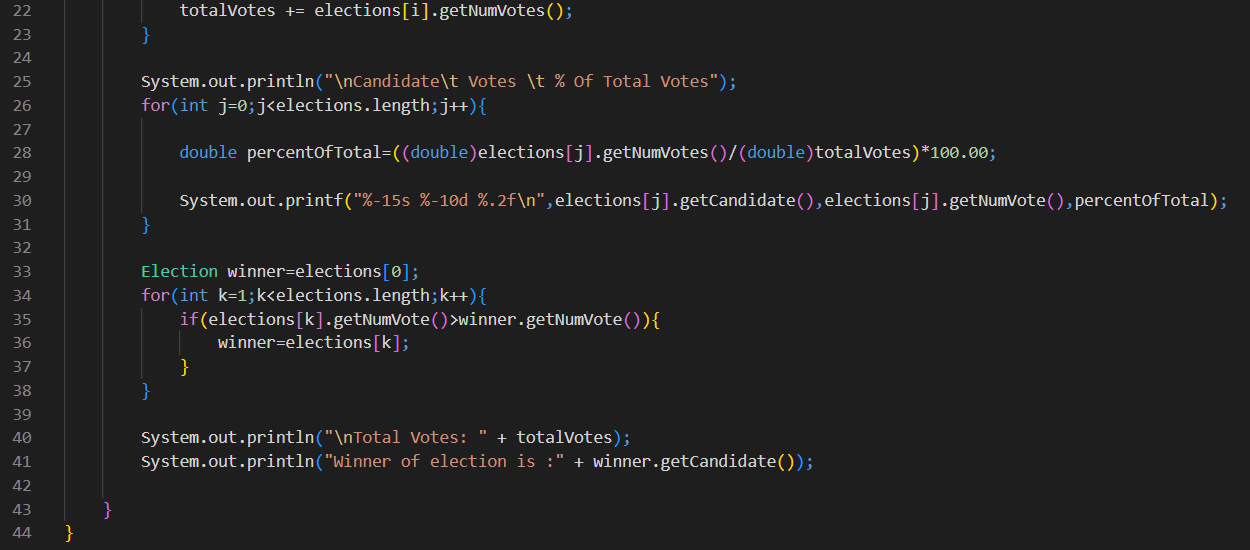 22 totalVotes += elections[i].getNumVotes();
23 }
24
25 System.out.println("\nCandidate\t Votes \t % Of Total Votes");
26 for(int j=0;j<elections.length;j++){
27
28 double percentOfTotal=((double)elections[j].getNumVotes()/(double)totalVotes)*100.00;
29
30 System.out.printf("%-15s %-10d %.2f\n",elections[j].getCandidate(),elections[j].getNumVote(),percentOfTotal);
31 }
32
33 Election winner=elections[0];
34 for(int k=1;k<elections.length;k++){
35 if(elections[k].getNumVote()>winner.getNumVote()){
36 winner=elections[k];
37 }
38 }
39
40 System.out.println("\nTotal Votes: " + totalVotes);
41 System.out.println("Winner of election is :" + winner.getCandidate());
42
43 }
44 }